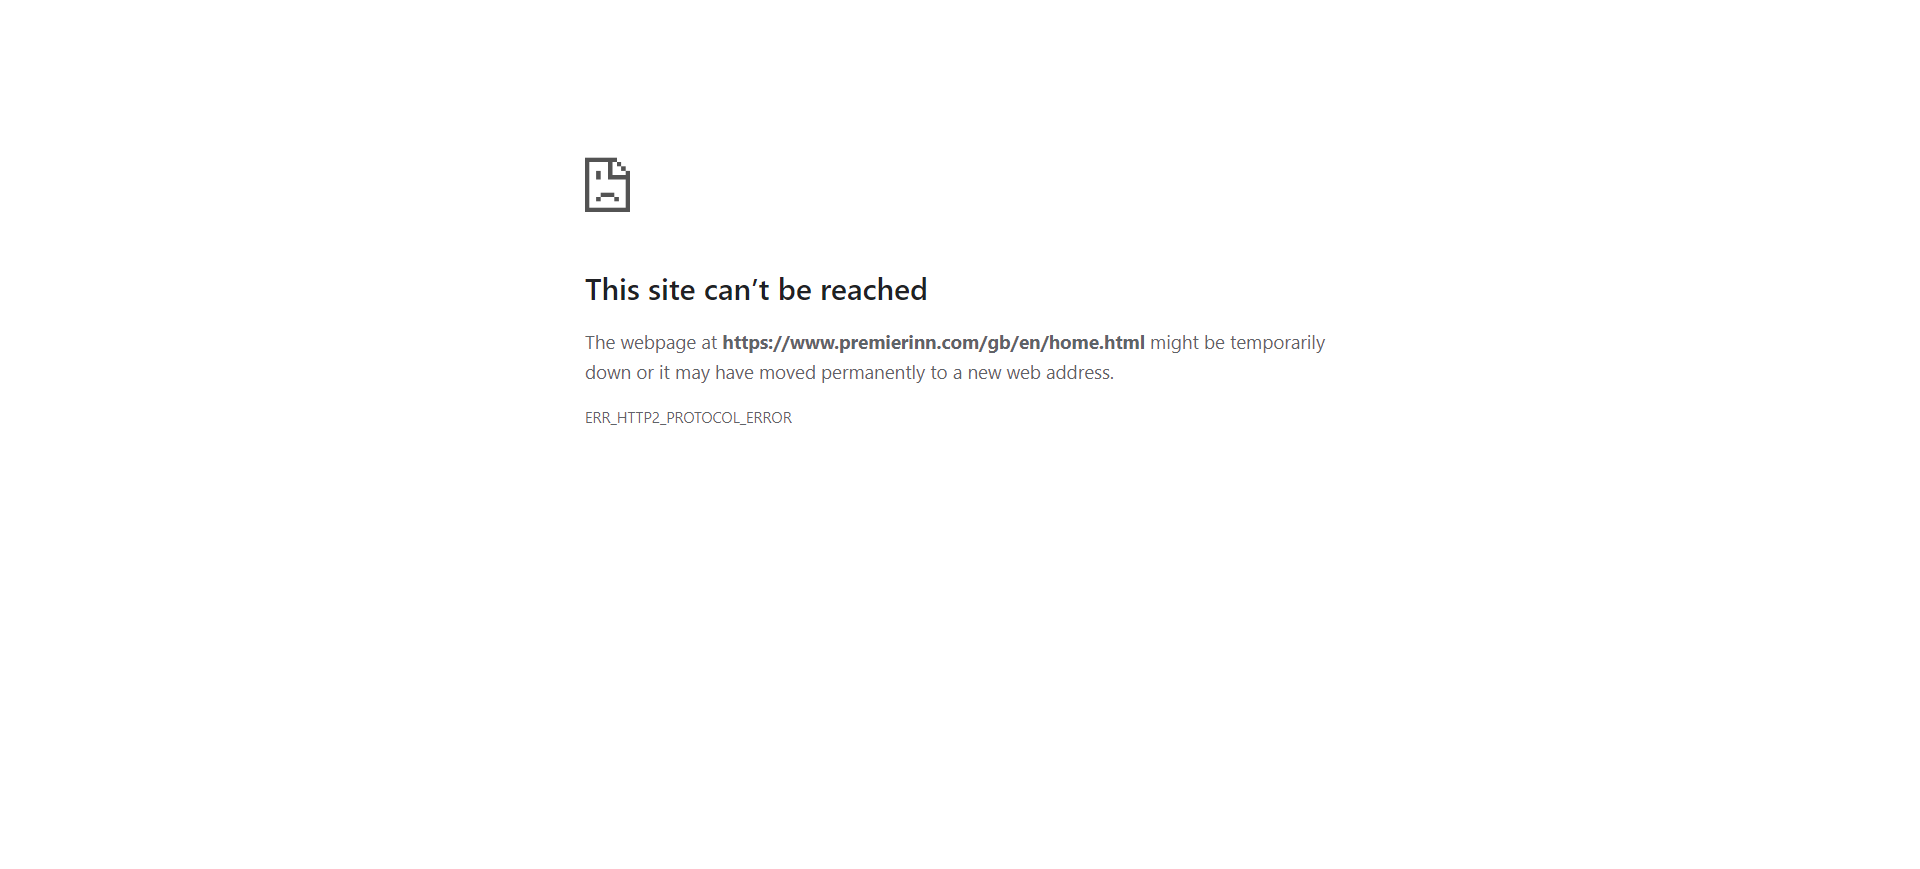 This site can’t be reached
The webpage at https://www.premierinn.com/gb/en/home.html might be temporarily
down or it may have moved permanently to a new web address.
ERR_HTTP2_PROTOCOL_ERROR